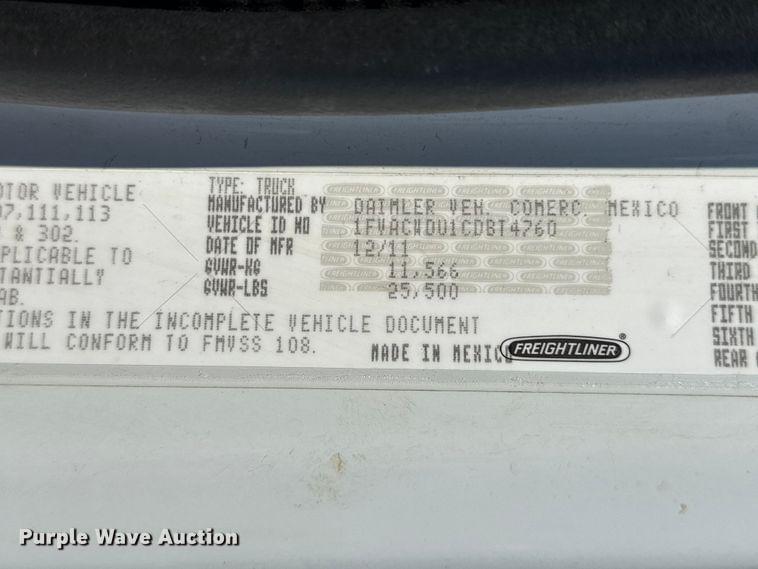 OTOR VEHICLE
07,111,113
& 302.
PLICABLE TO
TANTIALLY
AB.
TYPE: TRUCK
MANUFACTURED BY DAIMLER VEH. COMERC. MEXICO
VEHICLE ID NO 1FVACWDU1CDBT4760
DATE OF MFR 12/11
GVWR-KG 11,566
GVWR-LBS 25,500
TIONS IN THE INCOMPLETE VEHICLE DOCUMENT
WILL CONFORM TO FMVSS 108.
MADE IN MEXICO
FREIGHTLINER®
FRONT
FIRST
SECOND
THIRD
FOURTH
FIFTH
SIXTH
REAR
Purple Wave Auction